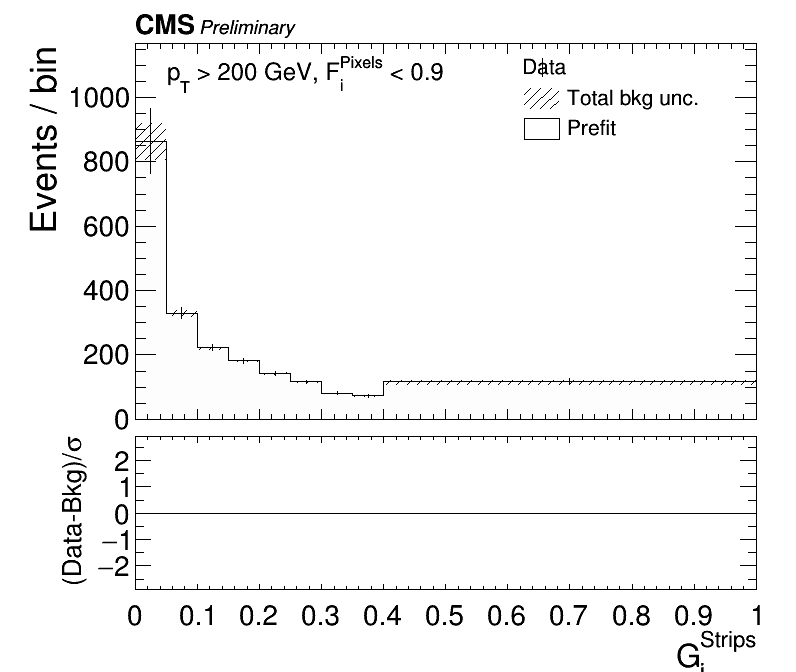 CMS Preliminary
p_T > 200 GeV, F_i^Pixels < 0.9
Data
Total bkg unc.
Prefit
Events / bin
1000
800
600
400
200
0
(Data-Bkg)/σ
2
1
0
−1
−2
0 0.1 0.2 0.3 0.4 0.5 0.6 0.7 0.8 0.9 1
G_i^Strips